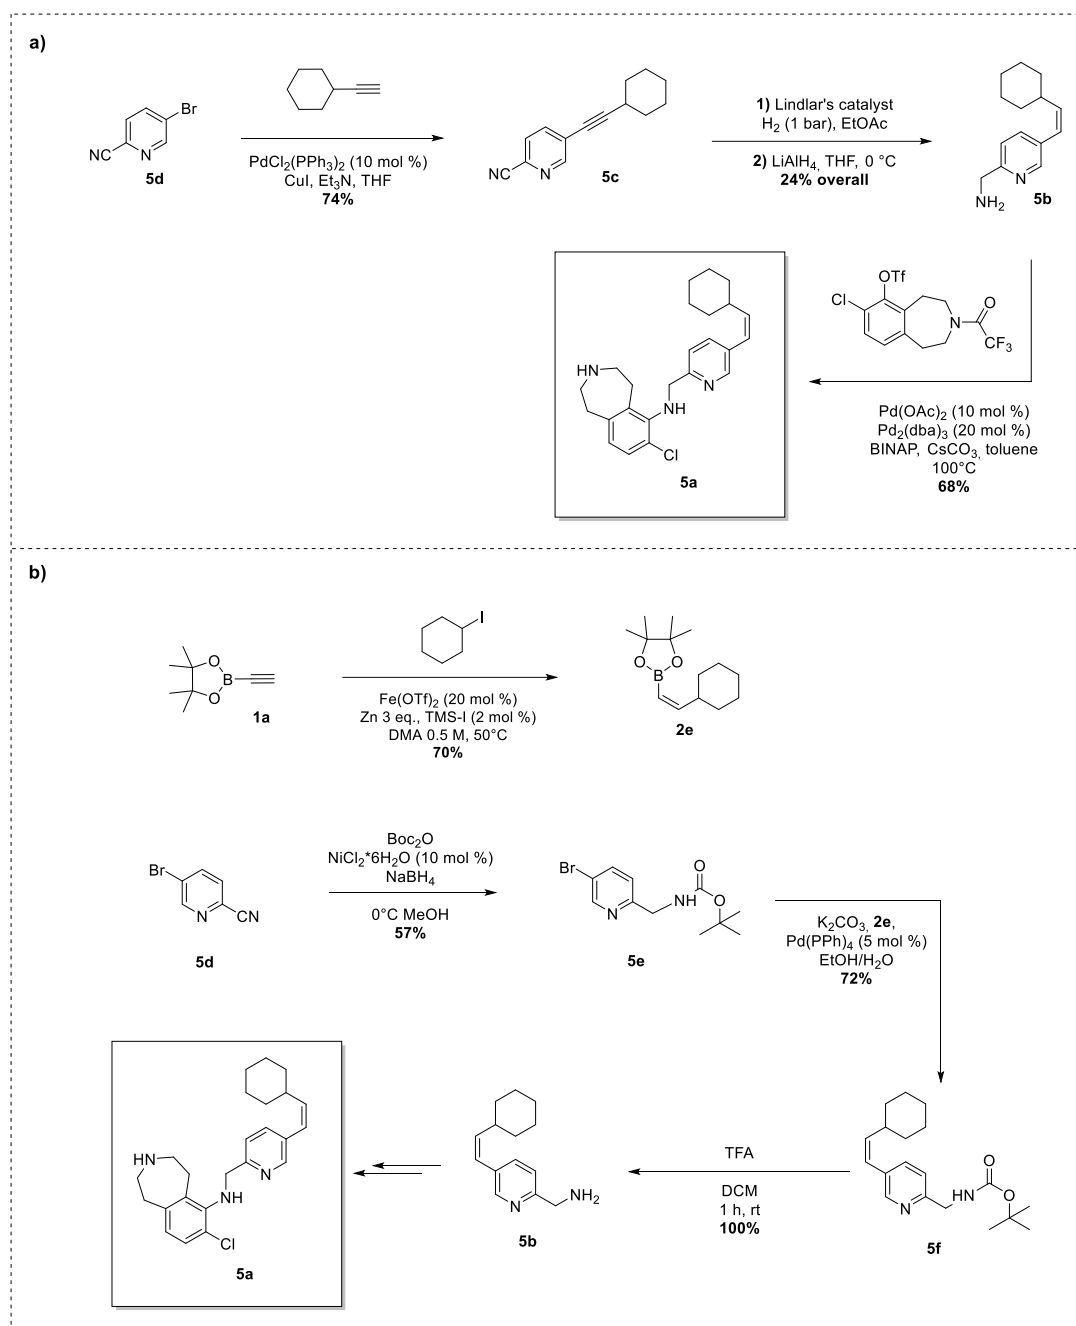 a)
Br
NC
N
5d
PdCl2(PPh3)2 (10 mol %)
CuI, Et3N, THF
74%
NC
N
5c
1) Lindlar's catalyst
H2 (1 bar), EtOAc
2) LiAlH4, THF, 0 °C
24% overall
N
NH2
5b
OTf
Cl
N
O
CF3
Pd(OAc)2 (10 mol %)
Pd2(dba)3 (20 mol %)
BINAP, CsCO3, toluene
100°C
68%
HN
N
NH
Cl
5a
b)
O
B
O
1a
I
Fe(OTf)2 (20 mol %)
Zn 3 eq., TMS-I (2 mol %)
DMA 0.5 M, 50°C
70%
O
O
B
2e
Br
N
CN
5d
Boc2O
NiCl2*6H2O (10 mol %)
NaBH4
0°C MeOH
57%
Br
N
NH
O
O
5e
K2CO3, 2e,
Pd(PPh)4 (5 mol %)
EtOH/H2O
72%
N
NH
O
O
5f
TFA
DCM
1 h, rt
100%
N
NH2
5b
HN
N
NH
Cl
5a